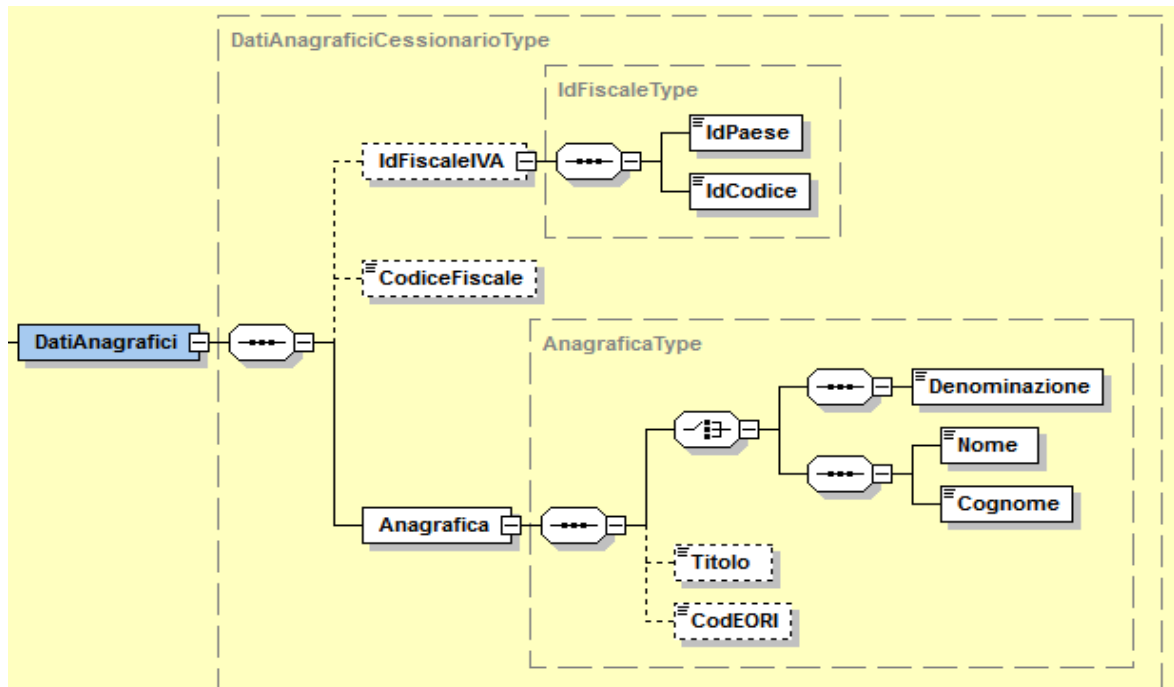 DatiAnagraficiCessionarioType
IdFiscaleType
IdPaese
IdFiscaleIVA
IdCodice
CodiceFiscale
DatiAnagrafici
AnagraficaType
Denominazione
Nome
Cognome
Anagrafica
Titolo
CodEORI